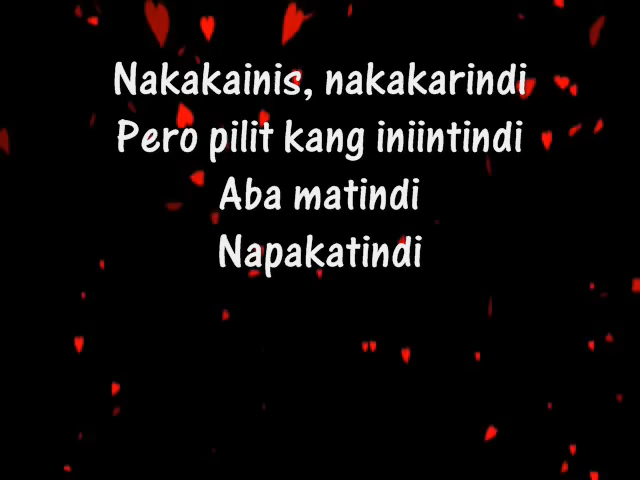 Nakakainis, nakakarindi
Pero pilit kang iniintindi
Aba matindi
Napakatindi